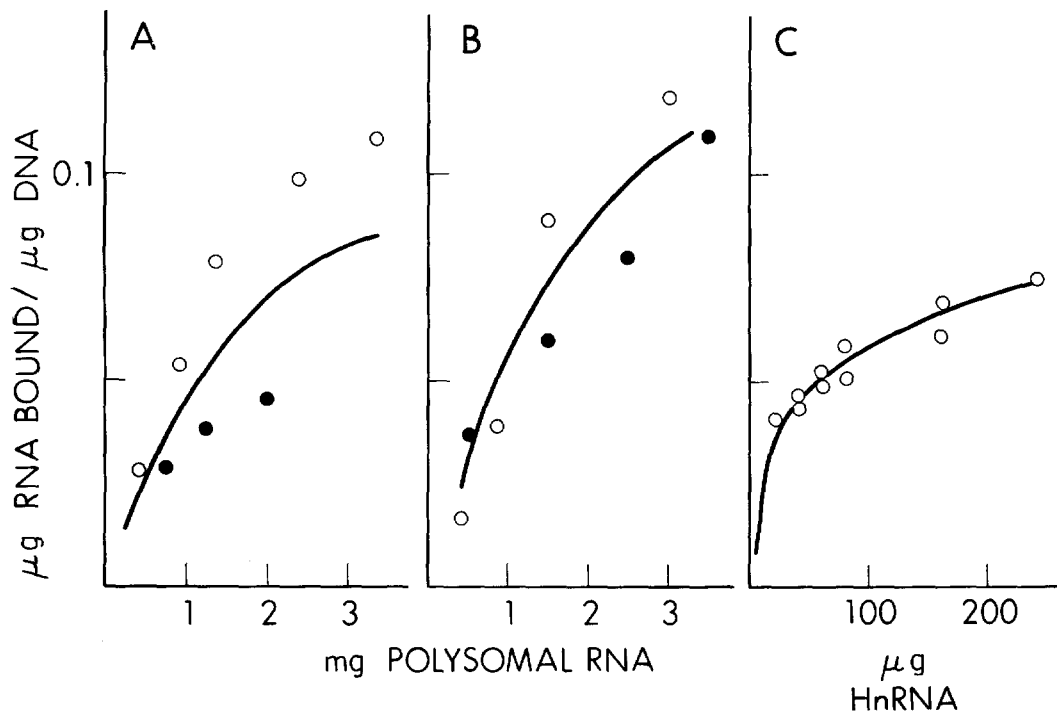 A
B
C
0.1
μg RNA BOUND/ μg DNA
1 2 3
1 2 3
100 200
mg POLYSOMAL RNA
μg
HnRNA